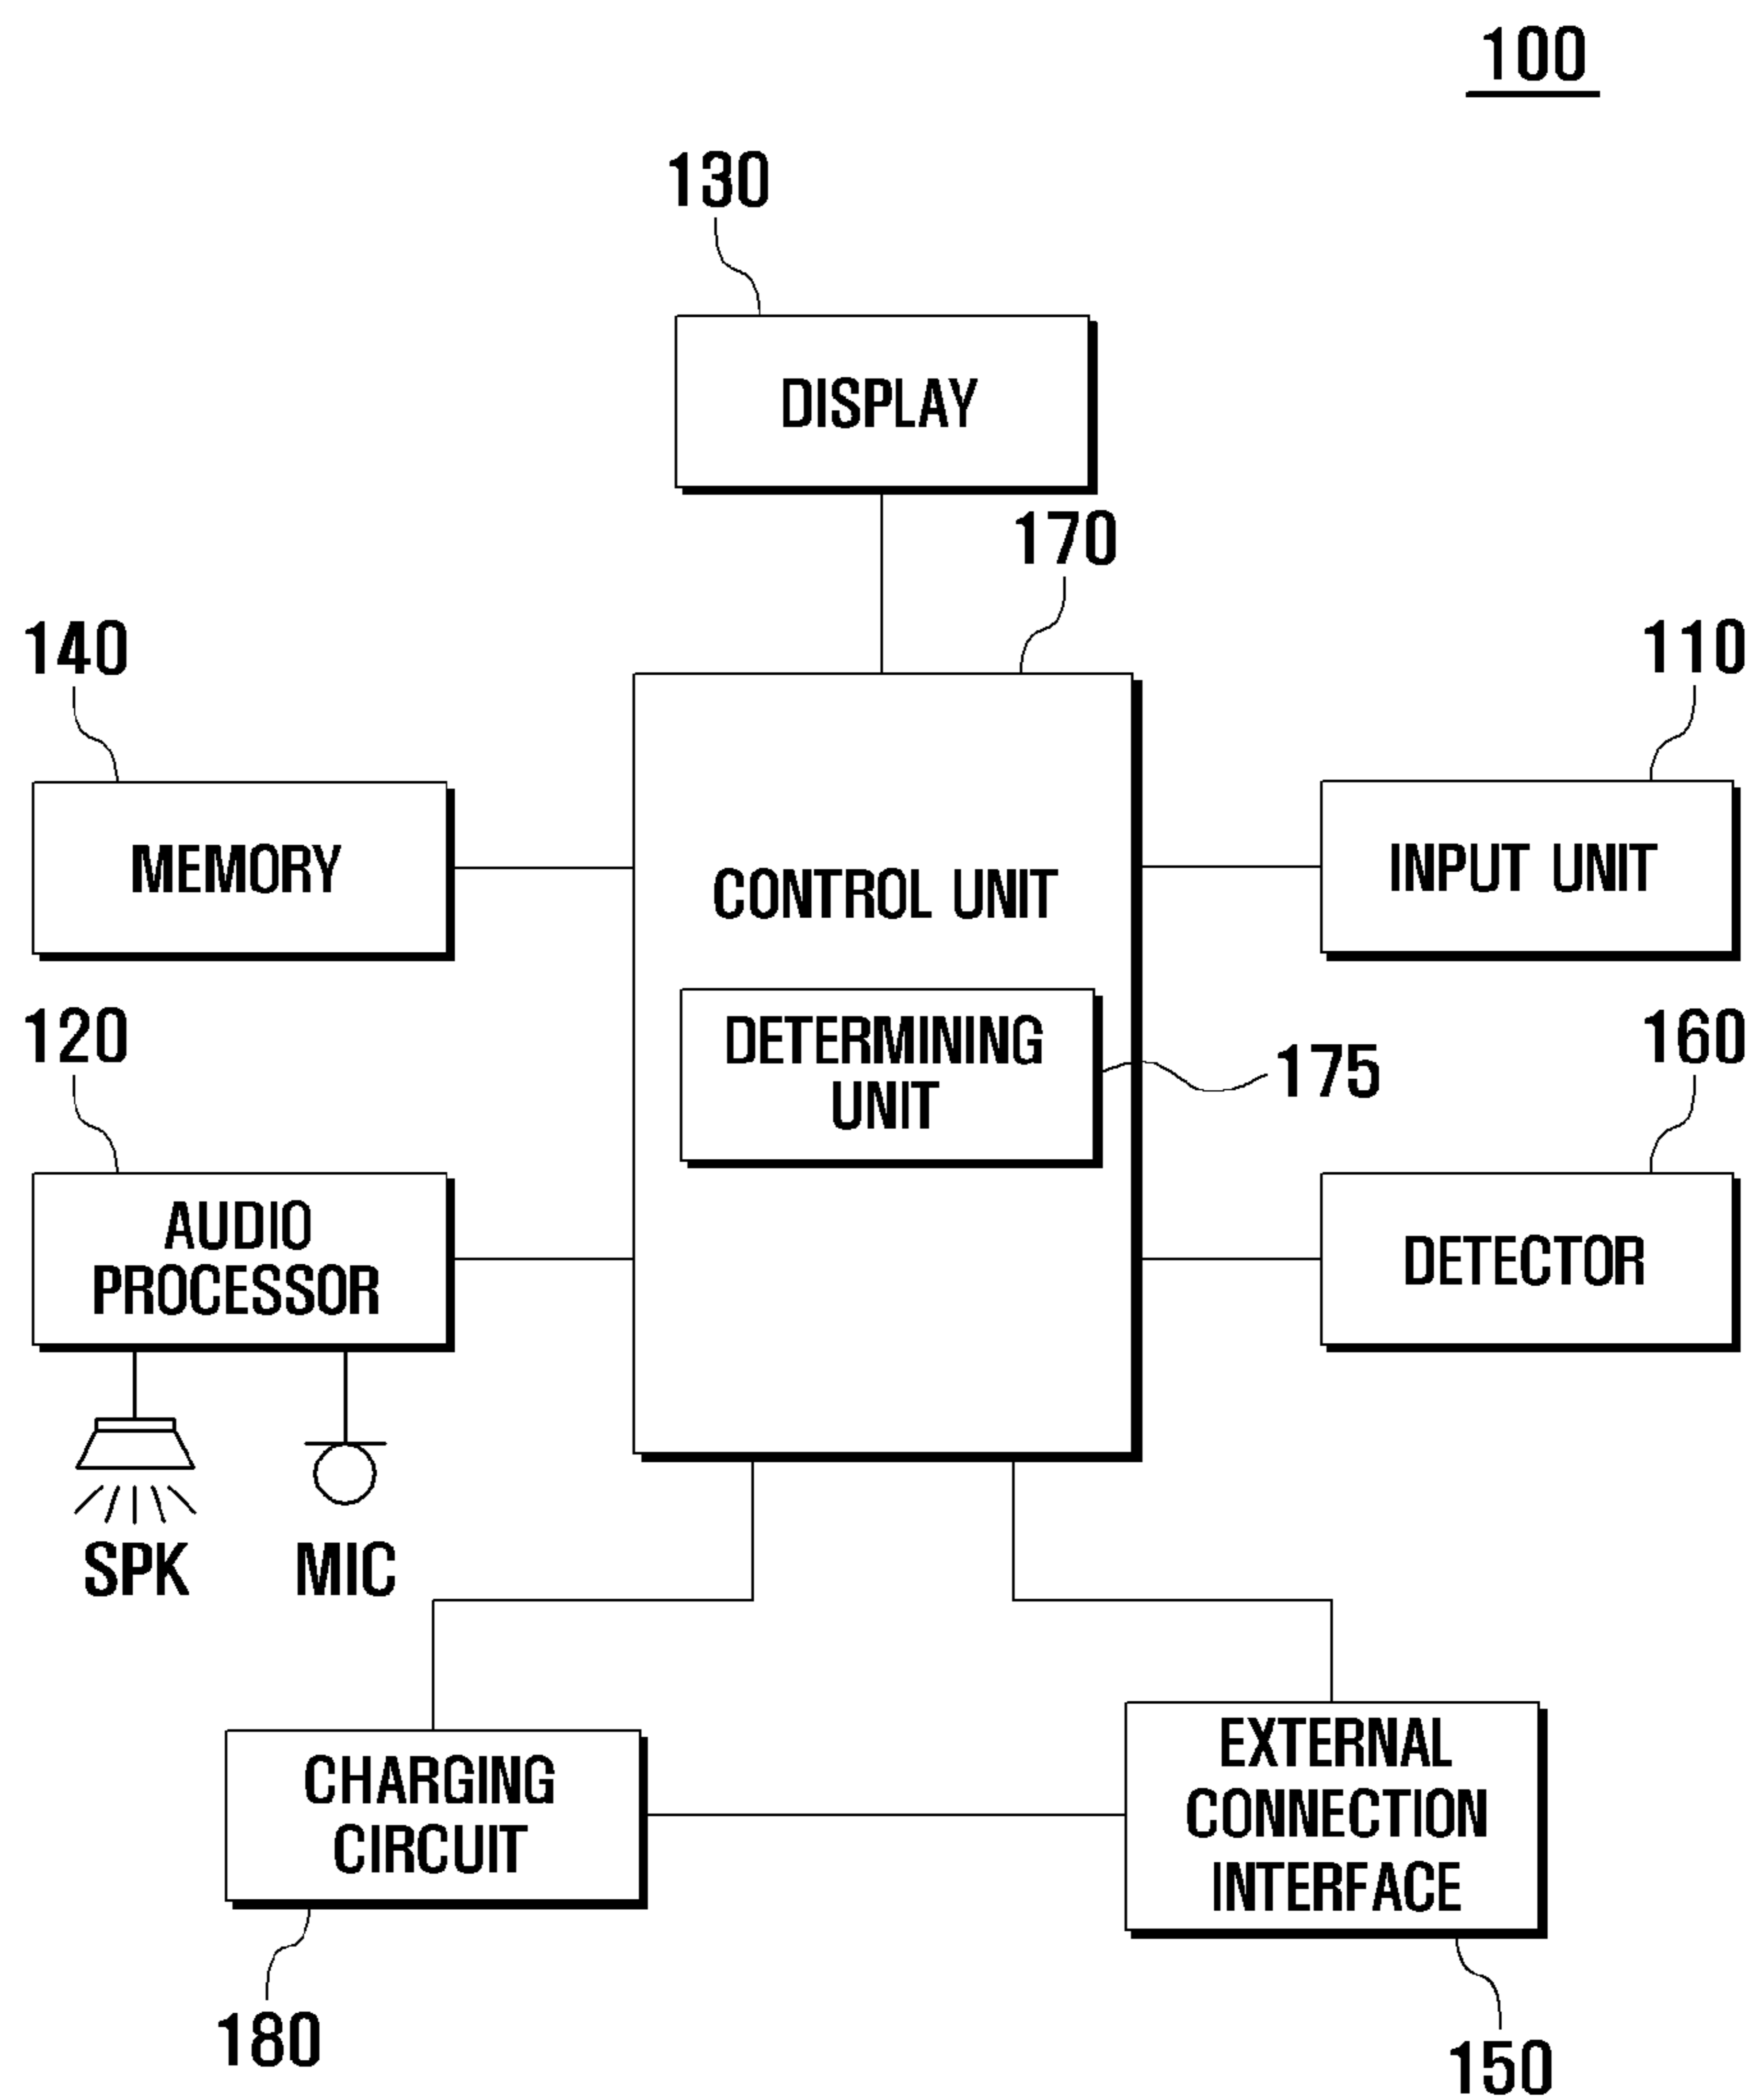 100
130
DISPLAY
170
140
110
MEMORY
CONTROL UNIT
INPUT UNIT
120
DETERMINING
UNIT
175
160
AUDIO
PROCESSOR
DETECTOR
SPK
MIC
CHARGING
CIRCUIT
EXTERNAL
CONNECTION
INTERFACE
180
150